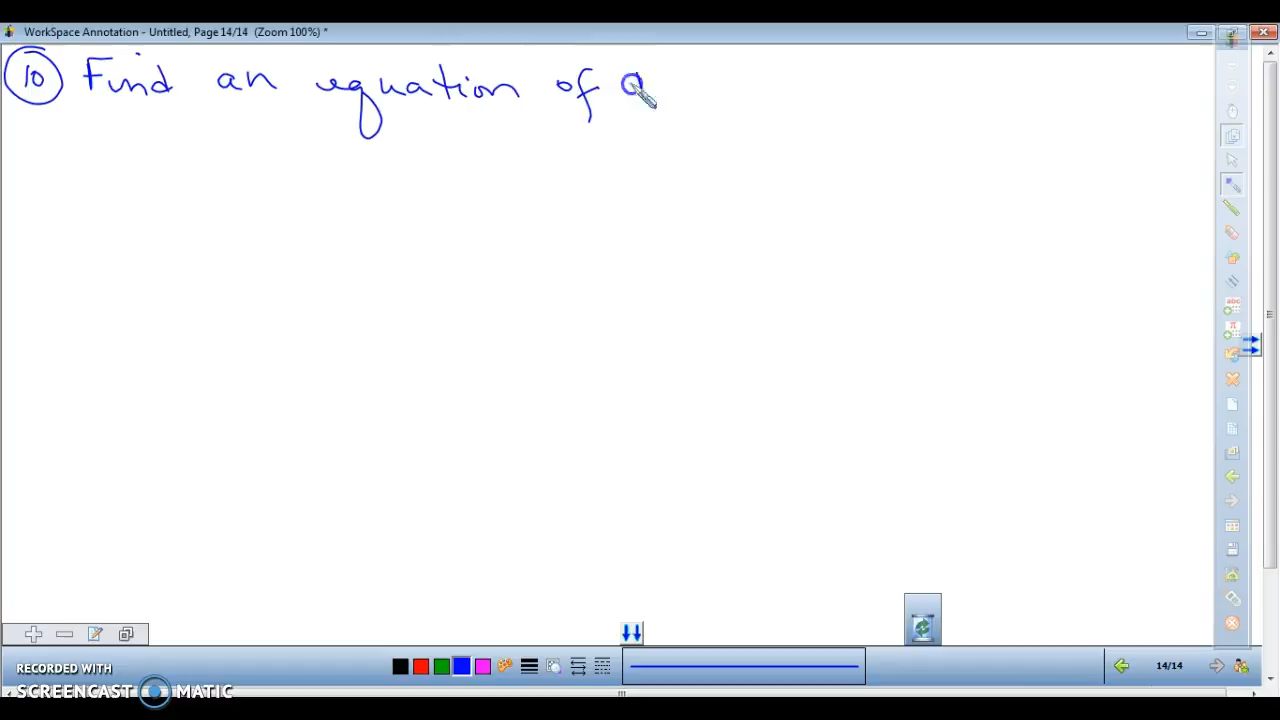 WorkSpace Annotation - Untitled, Page 14/14 (Zoom 100%) *
10 Find an equation of a
abc
π
RECORDED WITH
SCREENCAST MATIC
14/14